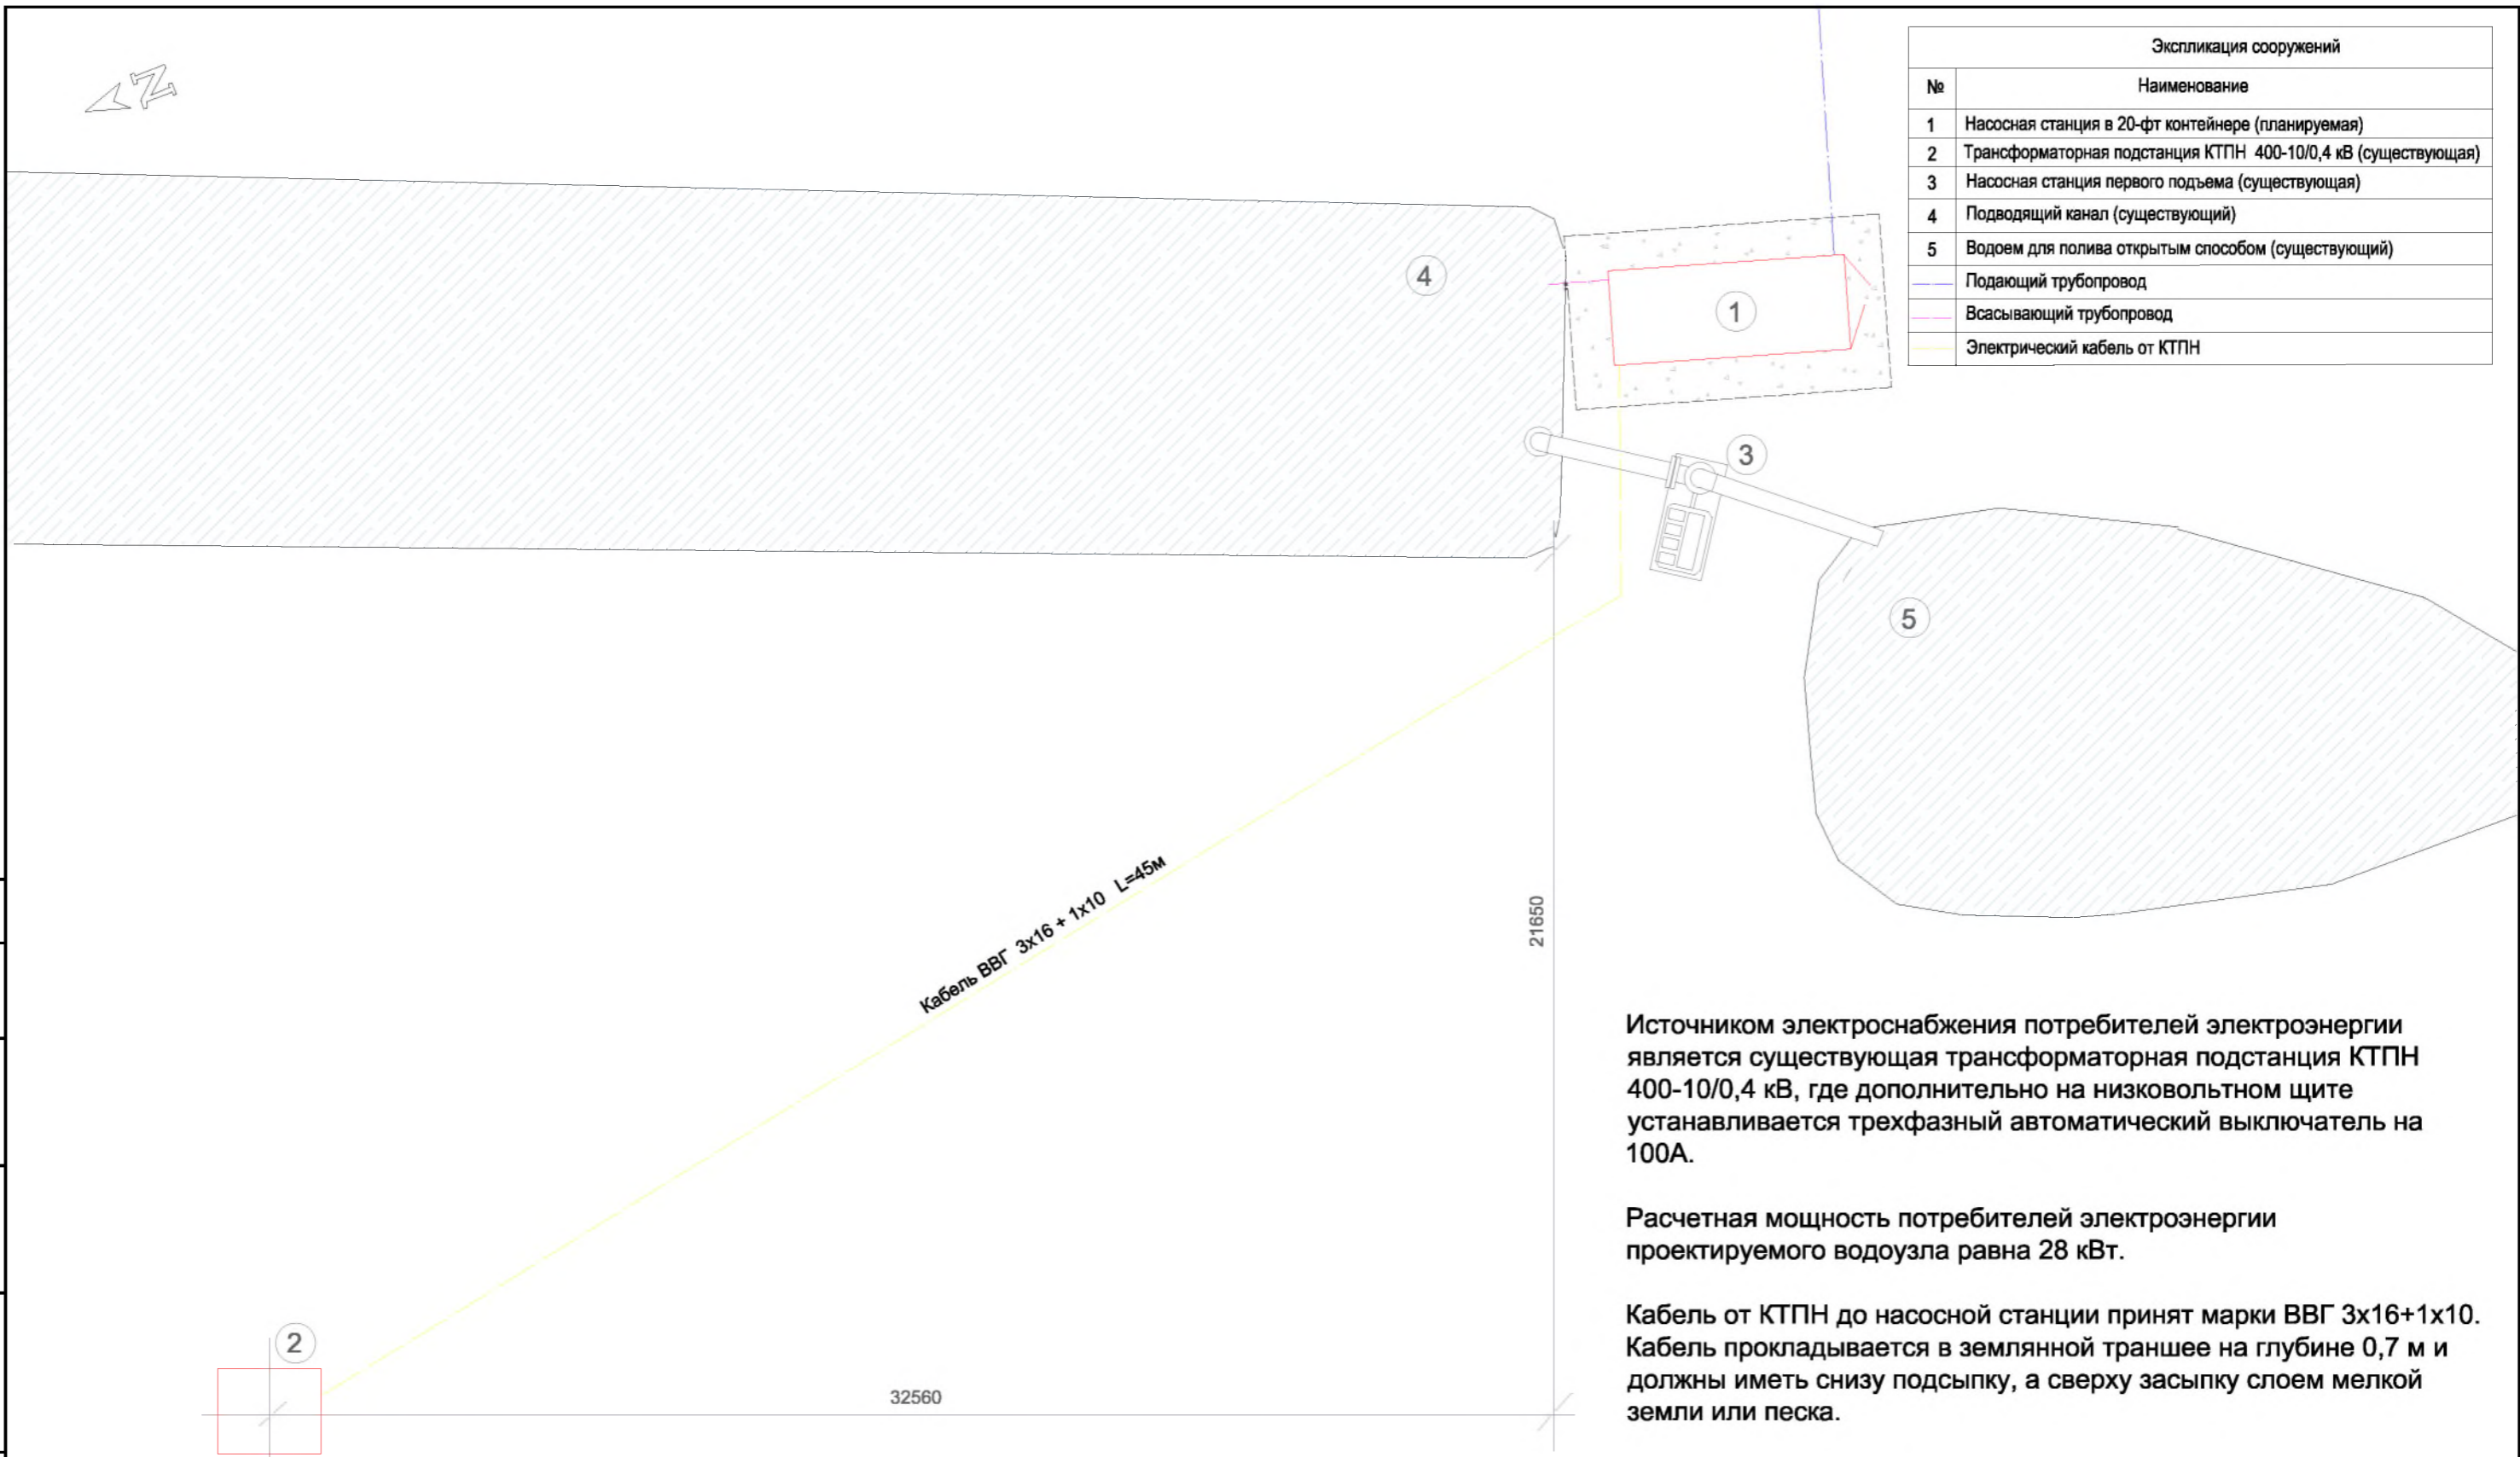 N
Экспликация сооружений
№ Наименование
1 Насосная станция в 20-фт контейнере (планируемая)
2 Трансформаторная подстанция КТПН 400-10/0,4 кВ (существующая)
3 Насосная станция первого подъема (существующая)
4 Подводящий канал (существующий)
5 Водоем для полива открытым способом (существующий)
Подающий трубопровод
Всасывающий трубопровод
Электрический кабель от КТПН
4
1
3
5
Кабель ВВГ 3х16 + 1х10 L=45м
21650
2
32560
Источником электроснабжения потребителей электроэнергии
является существующая трансформаторная подстанция КТПН
400-10/0,4 кВ, где дополнительно на низковольтном щите
устанавливается трехфазный автоматический выключатель на
100А.
Расчетная мощность потребителей электроэнергии
проектируемого водоузла равна 28 кВт.
Кабель от КТПН до насосной станции принят марки ВВГ 3х16+1х10.
Кабель прокладывается в землянной траншее на глубине 0,7 м и
должны иметь снизу подсыпку, а сверху засыпку слоем мелкой
земли или песка.